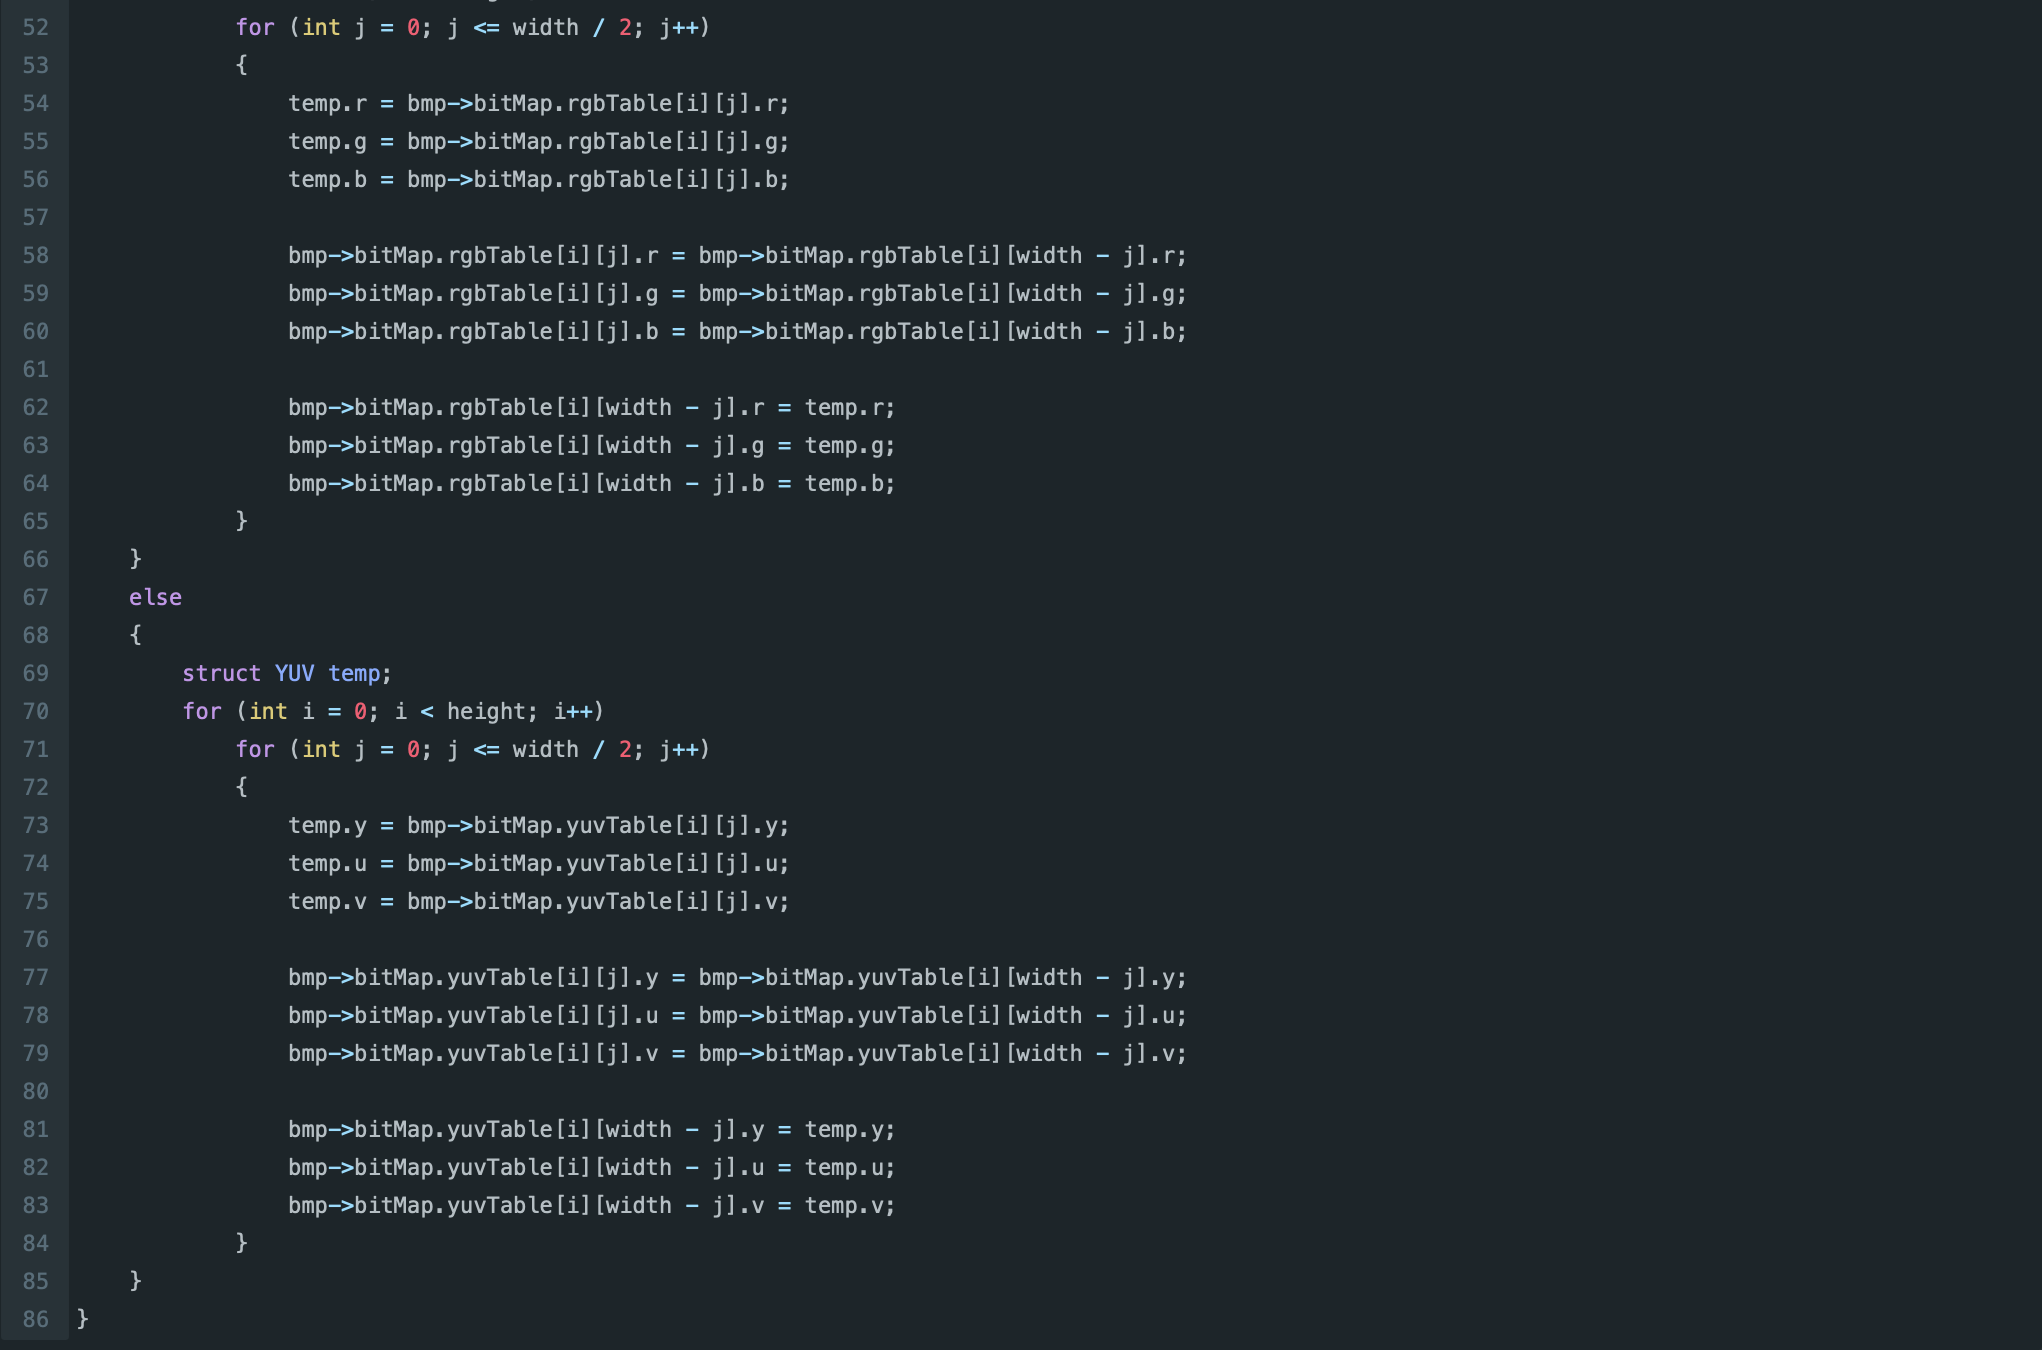 52 for (int j = 0; j <= width / 2; j++)
53 {
54 temp.r = bmp->bitMap.rgbTable[i][j].r;
55 temp.g = bmp->bitMap.rgbTable[i][j].g;
56 temp.b = bmp->bitMap.rgbTable[i][j].b;
57
58 bmp->bitMap.rgbTable[i][j].r = bmp->bitMap.rgbTable[i][width - j].r;
59 bmp->bitMap.rgbTable[i][j].g = bmp->bitMap.rgbTable[i][width - j].g;
60 bmp->bitMap.rgbTable[i][j].b = bmp->bitMap.rgbTable[i][width - j].b;
61
62 bmp->bitMap.rgbTable[i][width - j].r = temp.r;
63 bmp->bitMap.rgbTable[i][width - j].g = temp.g;
64 bmp->bitMap.rgbTable[i][width - j].b = temp.b;
65 }
66 }
67 else
68 {
69 struct YUV temp;
70 for (int i = 0; i < height; i++)
71 for (int j = 0; j <= width / 2; j++)
72 {
73 temp.y = bmp->bitMap.yuvTable[i][j].y;
74 temp.u = bmp->bitMap.yuvTable[i][j].u;
75 temp.v = bmp->bitMap.yuvTable[i][j].v;
76
77 bmp->bitMap.yuvTable[i][j].y = bmp->bitMap.yuvTable[i][width - j].y;
78 bmp->bitMap.yuvTable[i][j].u = bmp->bitMap.yuvTable[i][width - j].u;
79 bmp->bitMap.yuvTable[i][j].v = bmp->bitMap.yuvTable[i][width - j].v;
80
81 bmp->bitMap.yuvTable[i][width - j].y = temp.y;
82 bmp->bitMap.yuvTable[i][width - j].u = temp.u;
83 bmp->bitMap.yuvTable[i][width - j].v = temp.v;
84 }
85 }
86 }